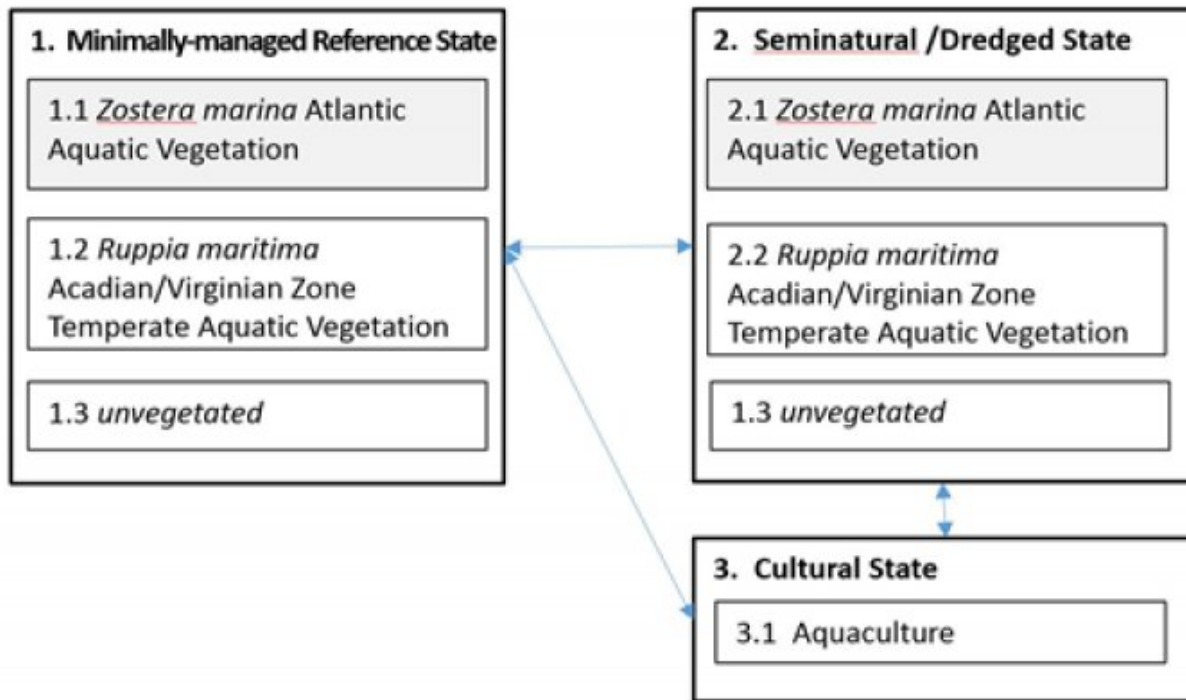 1. Minimally-managed Reference State
1.1 Zostera marina Atlantic
Aquatic Vegetation
1.2 Ruppia maritima
Acadian/Virginian Zone
Temperate Aquatic Vegetation
1.3 unvegetated
2. Seminatural /Dredged State
2.1 Zostera marina Atlantic
Aquatic Vegetation
2.2 Ruppia maritima
Acadian/Virginian Zone
Temperate Aquatic Vegetation
1.3 unvegetated
3. Cultural State
3.1 Aquaculture